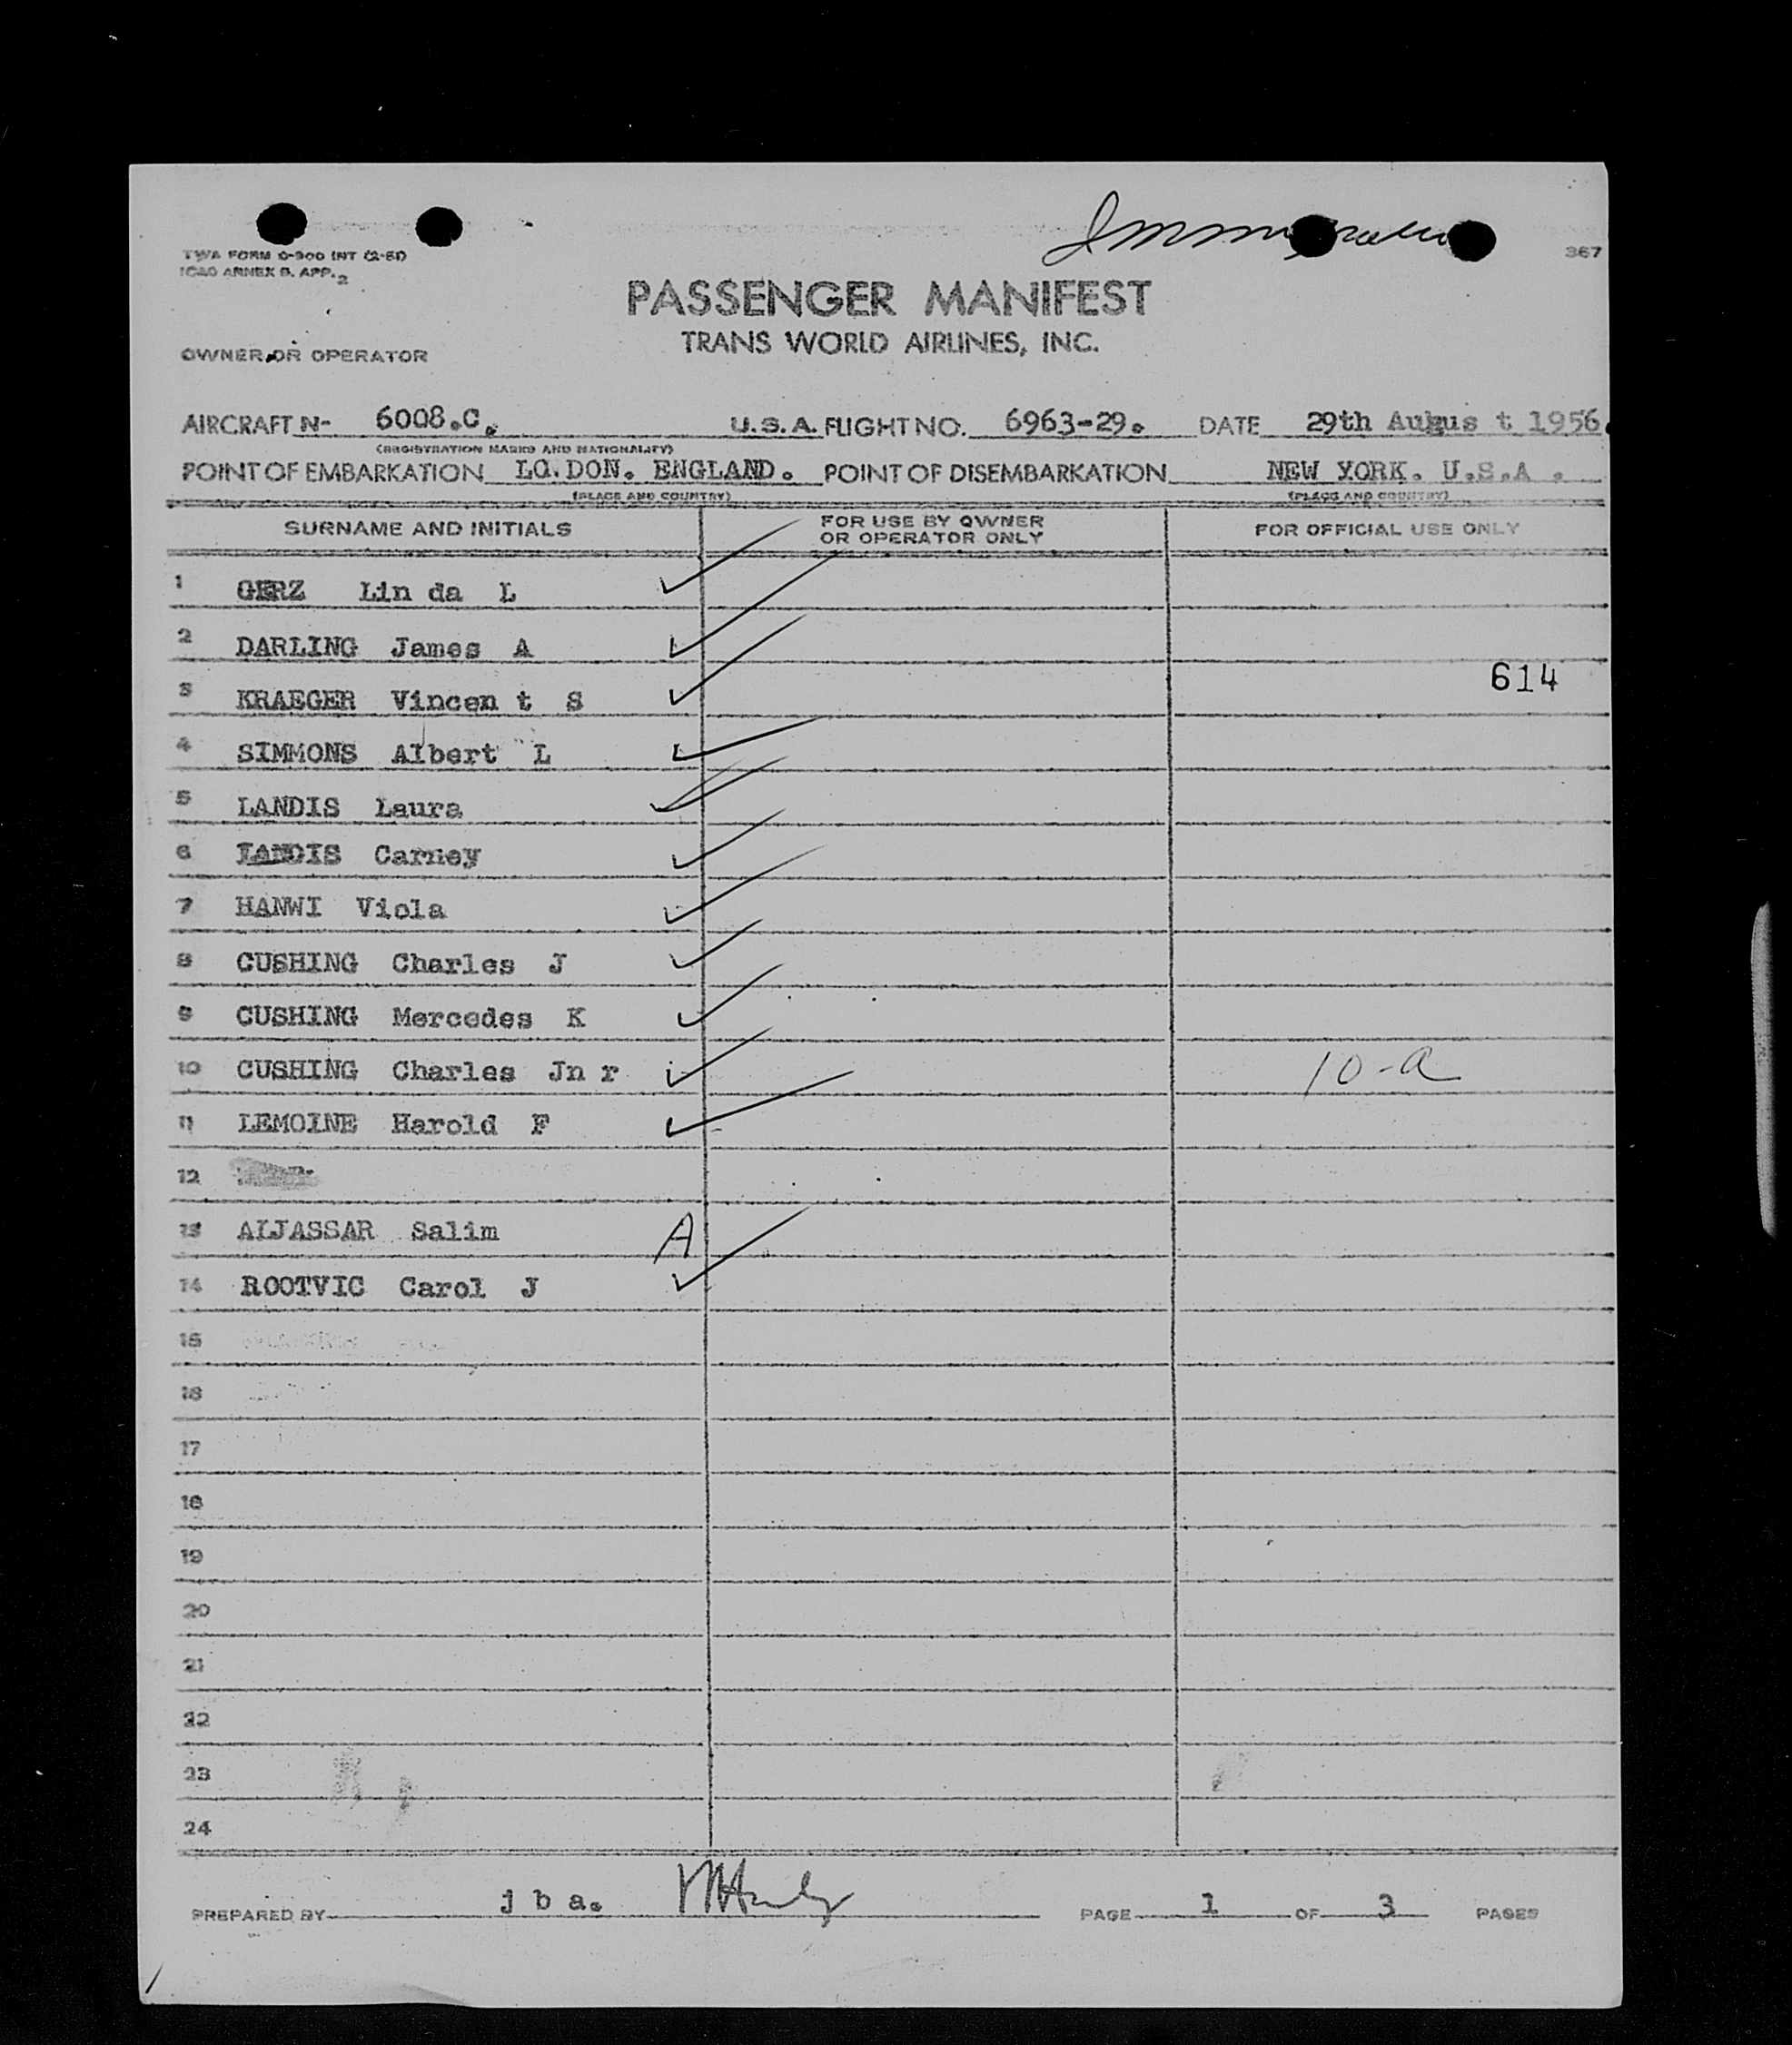 Immigration
367
TWA FORM O-900 INT (2-51)
ICAO ANNEX 9. APP. 2
PASSENGER MANIFEST
TRANS WORLD AIRLINES, INC.
OWNER OR OPERATOR
AIRCRAFT N- 6008.C. U.S.A. FLIGHT NO. 6963-29. DATE 29th Augus t 1956.
(REGISTRATION MARKS AND NATIONALITY)
POINT OF EMBARKATION LO.DON. ENGLAND. POINT OF DISEMBARKATION NEW YORK. U.S.A .
(PLACE AND COUNTRY) (PLACE AND COUNTRY)
SURNAME AND INITIALS FOR USE BY OWNER OR OPERATOR ONLY FOR OFFICIAL USE ONLY
1 GERZ Lin da L
2 DARLING James A
614
3 KRAEGER Vincen t S
4 SIMMONS Albert L
5 LANDIS Laura
6 LANDIS Carney
7 HANWI Viola
8 CUSHING Charles J
9 CUSHING Mercedes K
10 CUSHING Charles Jn r 10-a
11 LEMOINE Harold F
12
13 ALJASSAR Salim A
14 ROOTVIG Carol J
15
16
17
18
19
20
21
22
23
24
PREPARED BY j b a. PAGE 1 OF 3 PAGES